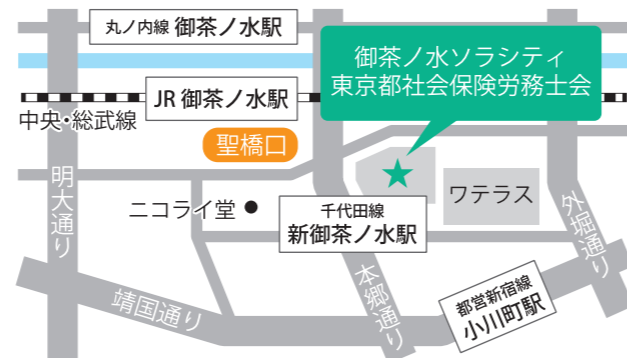 丸ノ内線 御茶ノ水駅
御茶ノ水ソラシティ
東京都社会保険労務士会
JR 御茶ノ水駅
中央・総武線
聖橋口
明大通り
ニコライ堂
千代田線
新御茶ノ水駅
ワテラス
外堀通り
本郷通り
靖国通り
都営新宿線
小川町駅